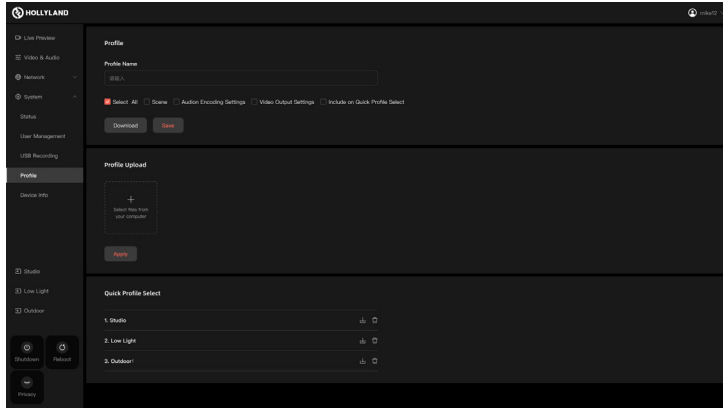 HOLLYLAND
mike12
Live Preview
Video & Audio
Network
System
Status
User Management
USB Recording
Profile
Device Info
Studio
Low Light
Outdoor
Shutdown
Reboot
Privacy
Profile
Profile Name
请输入
Select All
Scene
Audion Encoding Settings
Video Output Settings
Include on Quick Profile Select
Download
Save
Profile Upload
Select files from
your computer
Apply
Quick Profile Select
1. Studio
2. Low Light
3. Outdoor!